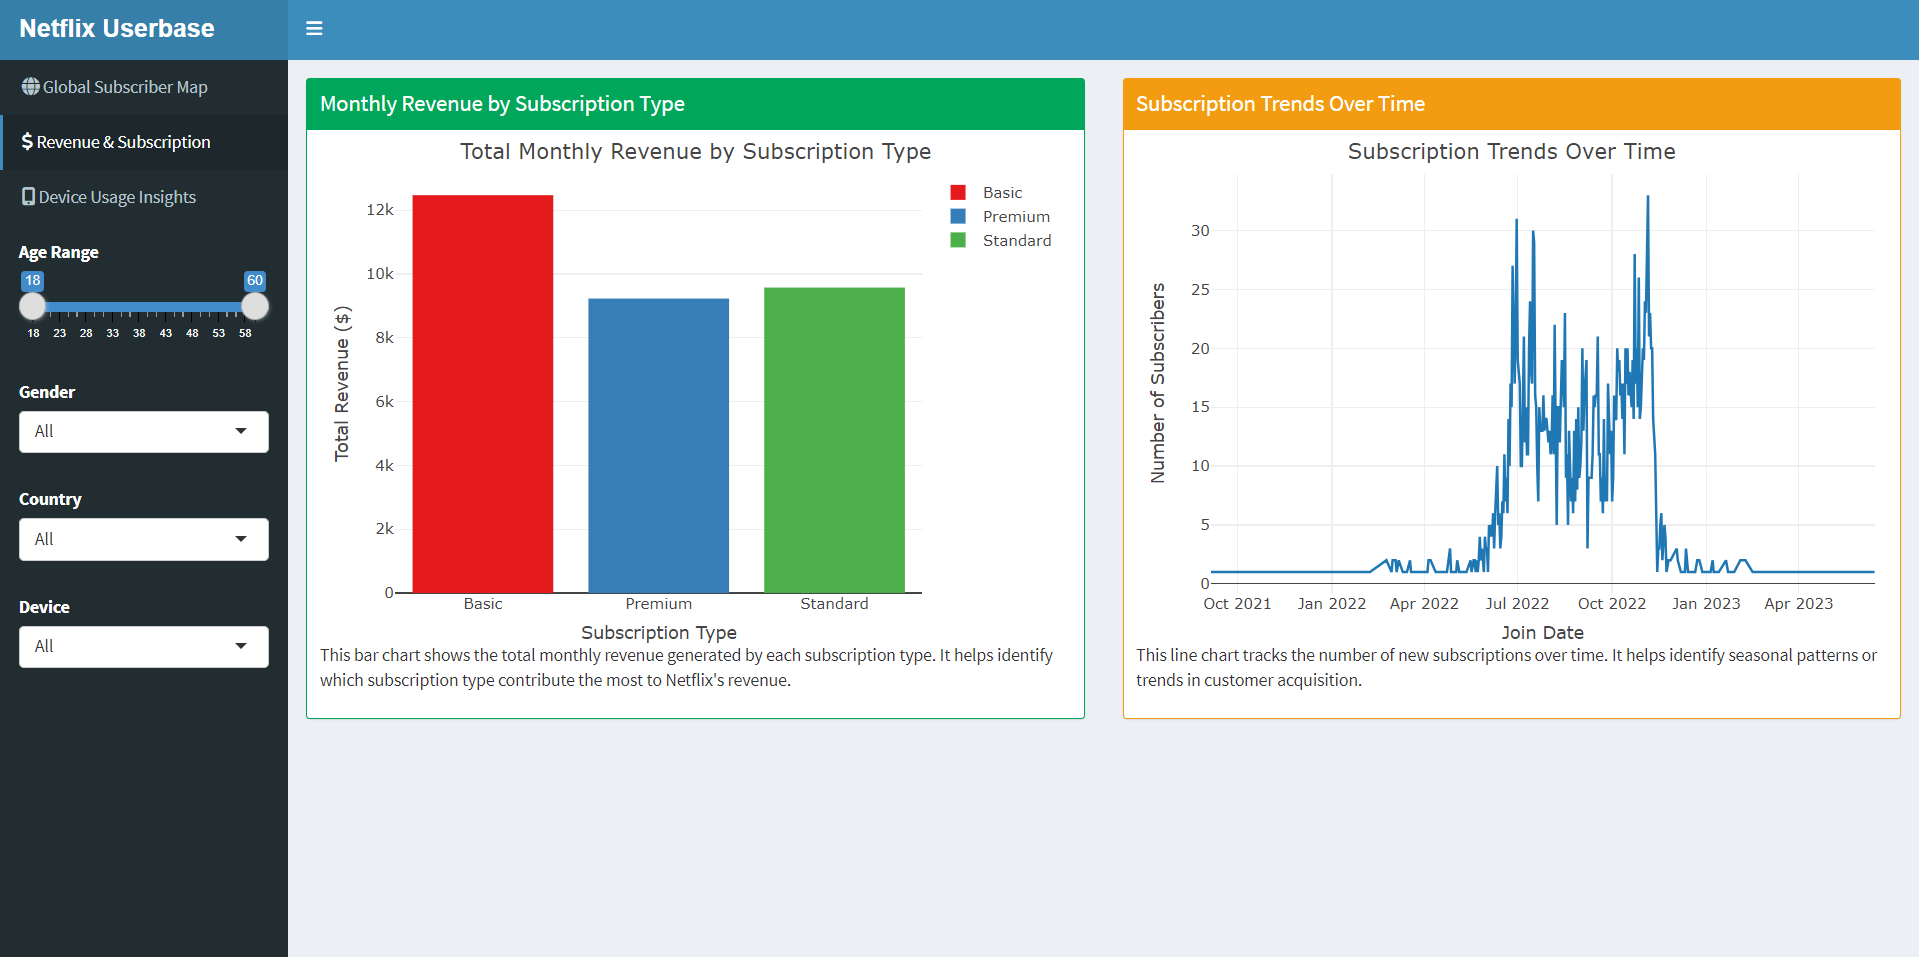 Netflix Userbase
Global Subscriber Map
Revenue & Subscription
Device Usage Insights
Age Range
18 60
18 23 28 33 38 43 48 53 58
Gender
All
Country
All
Device
All
Monthly Revenue by Subscription Type
Total Monthly Revenue by Subscription Type
Basic
Premium
Standard
Total Revenue ($)
12k
10k
8k
6k
4k
2k
0
Basic Premium Standard
Subscription Type
This bar chart shows the total monthly revenue generated by each subscription type. It helps identify
which subscription type contribute the most to Netflix's revenue.
Subscription Trends Over Time
Subscription Trends Over Time
Number of Subscribers
30
25
20
15
10
5
0
Oct 2021 Jan 2022 Apr 2022 Jul 2022 Oct 2022 Jan 2023 Apr 2023
Join Date
This line chart tracks the number of new subscriptions over time. It helps identify seasonal patterns or
trends in customer acquisition.